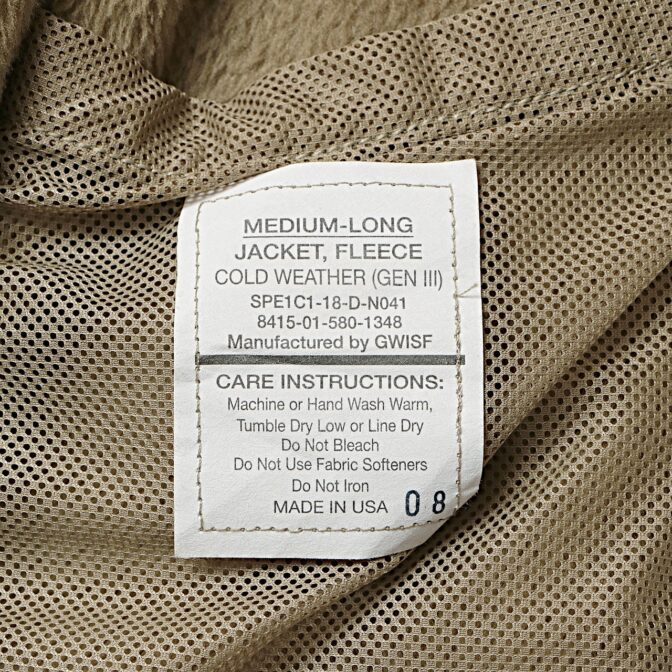 MEDIUM-LONG
JACKET, FLEECE
COLD WEATHER (GEN III)
SPE1C1-18-D-N041
8415-01-580-1348
Manufactured by GWISF
CARE INSTRUCTIONS:
Machine or Hand Wash Warm,
Tumble Dry Low or Line Dry
Do Not Bleach
Do Not Use Fabric Softeners
Do Not Iron
MADE IN USA 08